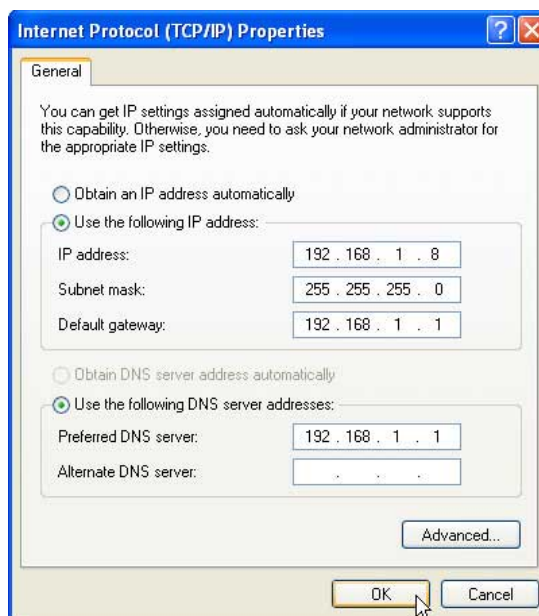 Internet Protocol (TCP/IP) Properties
General
You can get IP settings assigned automatically if your network supports
this capability. Otherwise, you need to ask your network administrator for
the appropriate IP settings.
Obtain an IP address automatically
Use the following IP address:
IP address: 192 . 168 . 1 . 8
Subnet mask: 255 . 255 . 255 . 0
Default gateway: 192 . 168 . 1 . 1
Obtain DNS server address automatically
Use the following DNS server addresses:
Preferred DNS server: 192 . 168 . 1 . 1
Alternate DNS server: . . .
Advanced...
OK Cancel